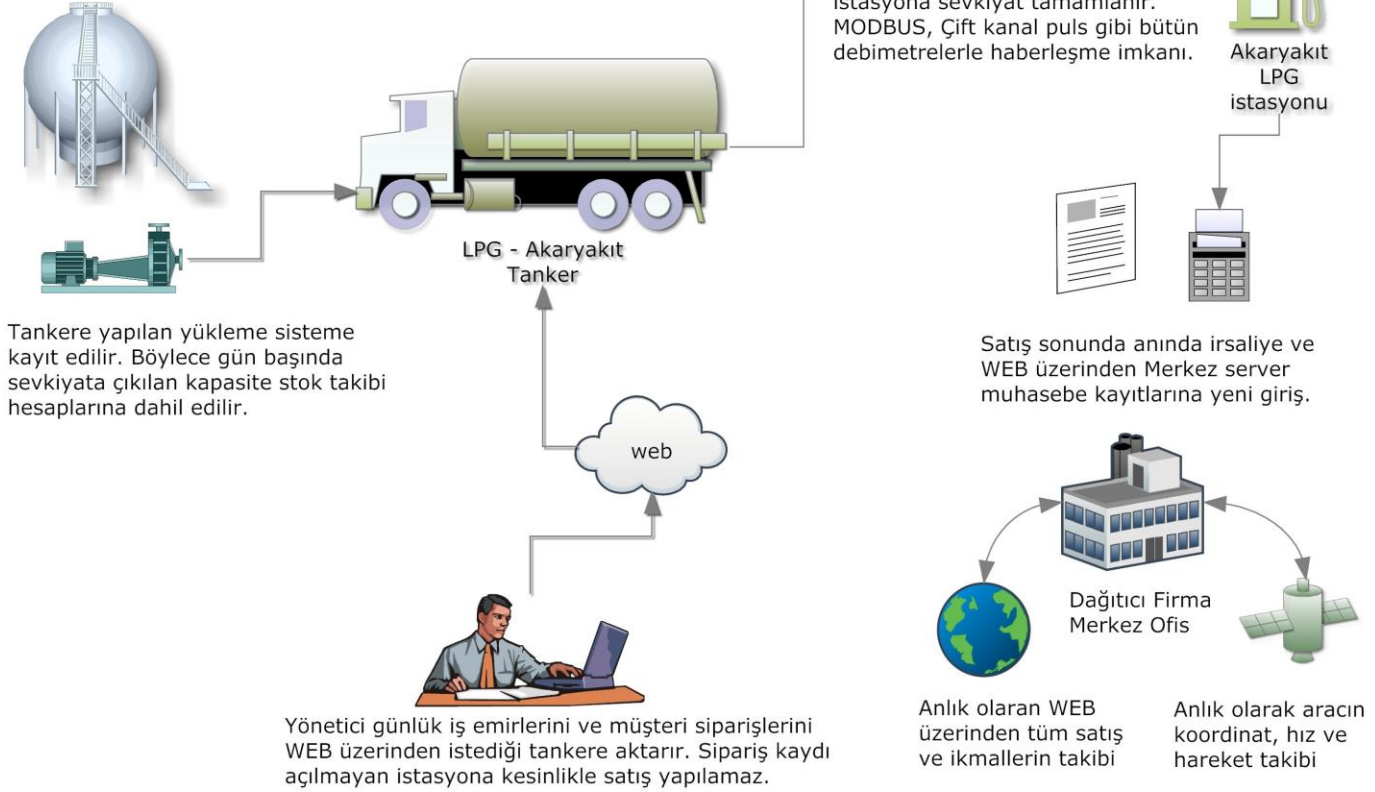 istasyona sevkiyat tamamlanır.
MODBUS, Çift kanal puls gibi bütün
debimetrelerle haberleşme imkanı.
Akaryakıt
LPG
istasyonu
LPG - Akaryakıt
Tanker
Tankere yapılan yükleme sisteme
kayıt edilir. Böylece gün başında
sevkiyata çıkılan kapasite stok takibi
hesaplarına dahil edilir.
Satış sonunda anında irsaliye ve
WEB üzerinden Merkez server
muhasebe kayıtlarına yeni giriş.
web
Dağıtıcı Firma
Merkez Ofis
Yönetici günlük iş emirlerini ve müşteri siparişlerini
WEB üzerinden istediği tankere aktarır. Sipariş kaydı
açılmayan istasyona kesinlikle satış yapılamaz.
Anlık olaran WEB
üzerinden tüm satış
ve ikmallerin takibi
Anlık olarak aracın
koordinat, hız ve
hareket takibi